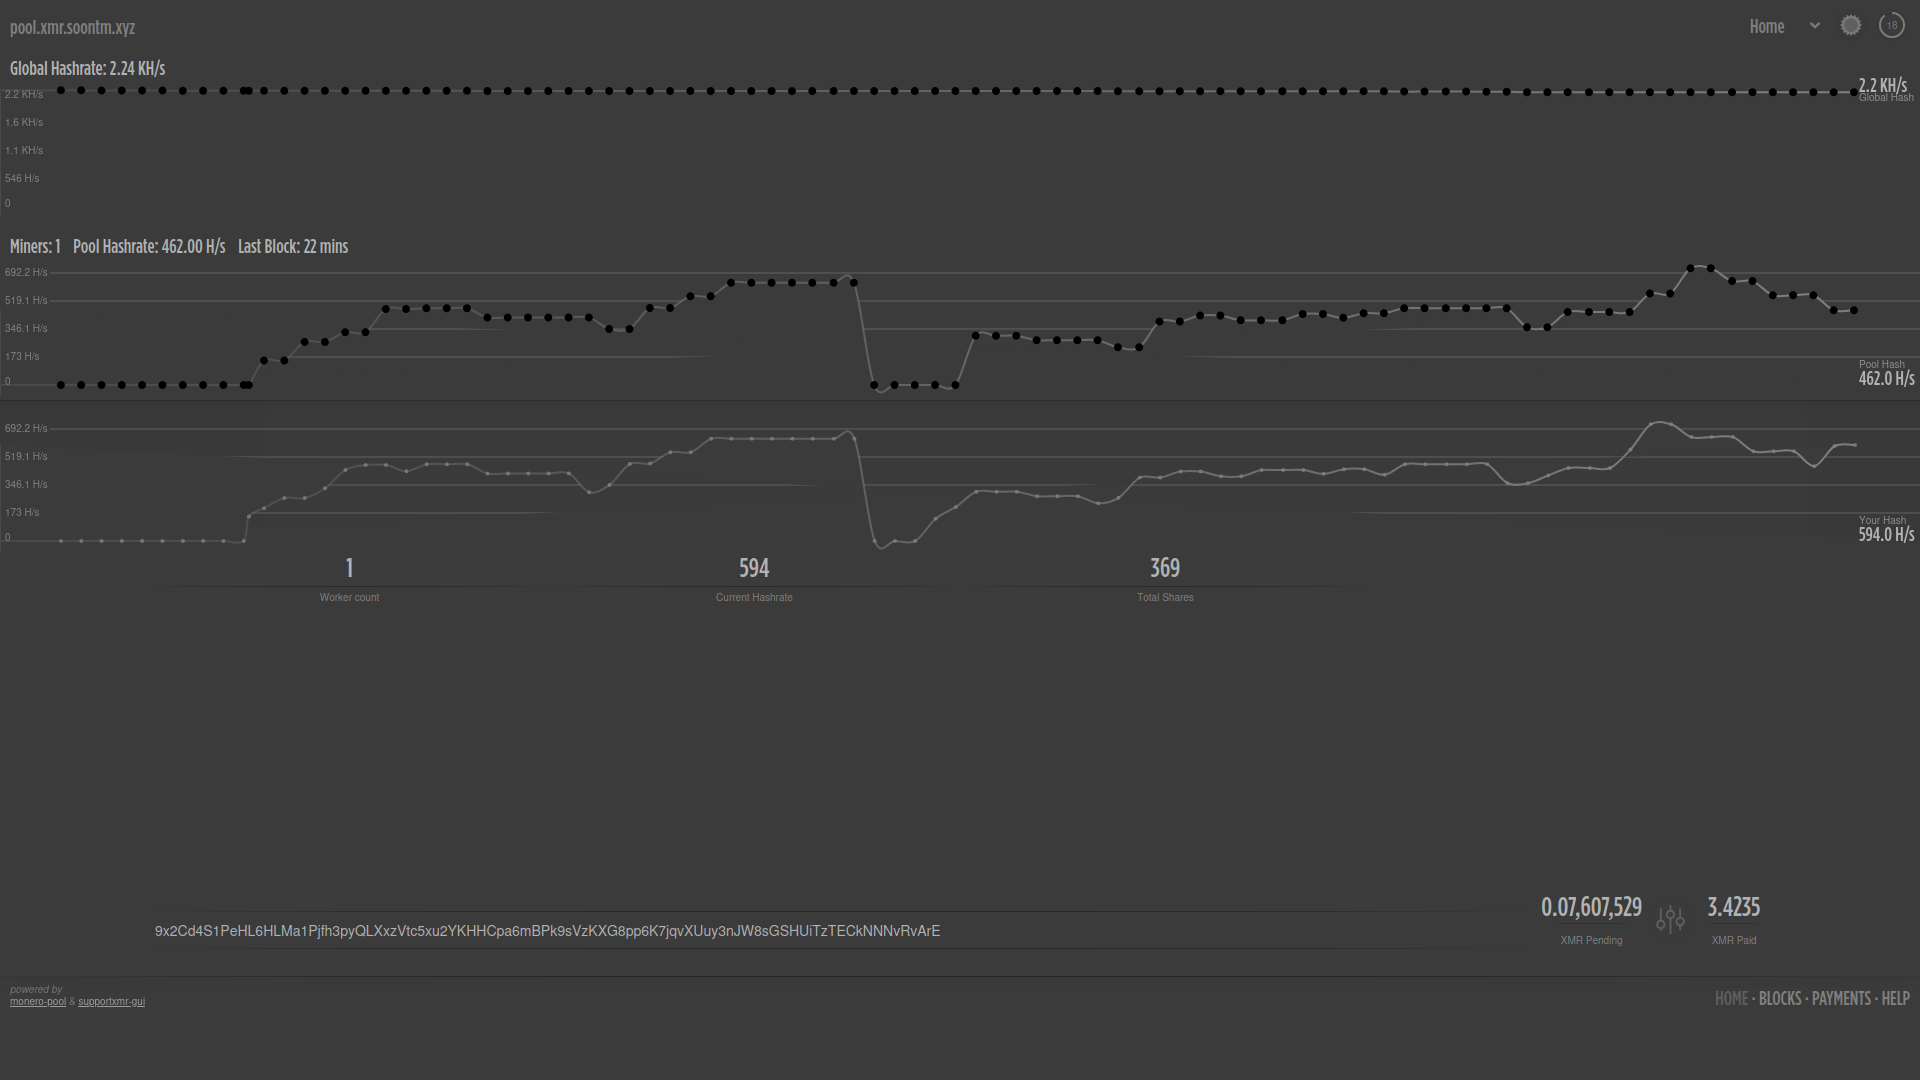 pool.xmr.soontm.xyz
Home
18
Global Hashrate: 2.24 KH/s
2.2 KH/s
1.6 KH/s
1.1 KH/s
546 H/s
0
2.2 KH/s
Global Hash
Miners: 1 Pool Hashrate: 462.00 H/s Last Block: 22 mins
692.2 H/s
519.1 H/s
346.1 H/s
173 H/s
0
Pool Hash
462.0 H/s
692.2 H/s
519.1 H/s
346.1 H/s
173 H/s
0
Your Hash
594.0 H/s
1
Worker count
594
Current Hashrate
369
Total Shares
9x2Cd4S1PeHL6HLMa1Pjfh3pyQLXxzVtc5xu2YKHHCpa6mBPk9sVzKXG8pp6K7jqvXUuy3nJW8sGSHUiTzTECkNNNvRvArE
0.07,607,529
XMR Pending
3.4235
XMR Paid
powered by
monero-pool & supportxmr-gui
HOME · BLOCKS · PAYMENTS · HELP